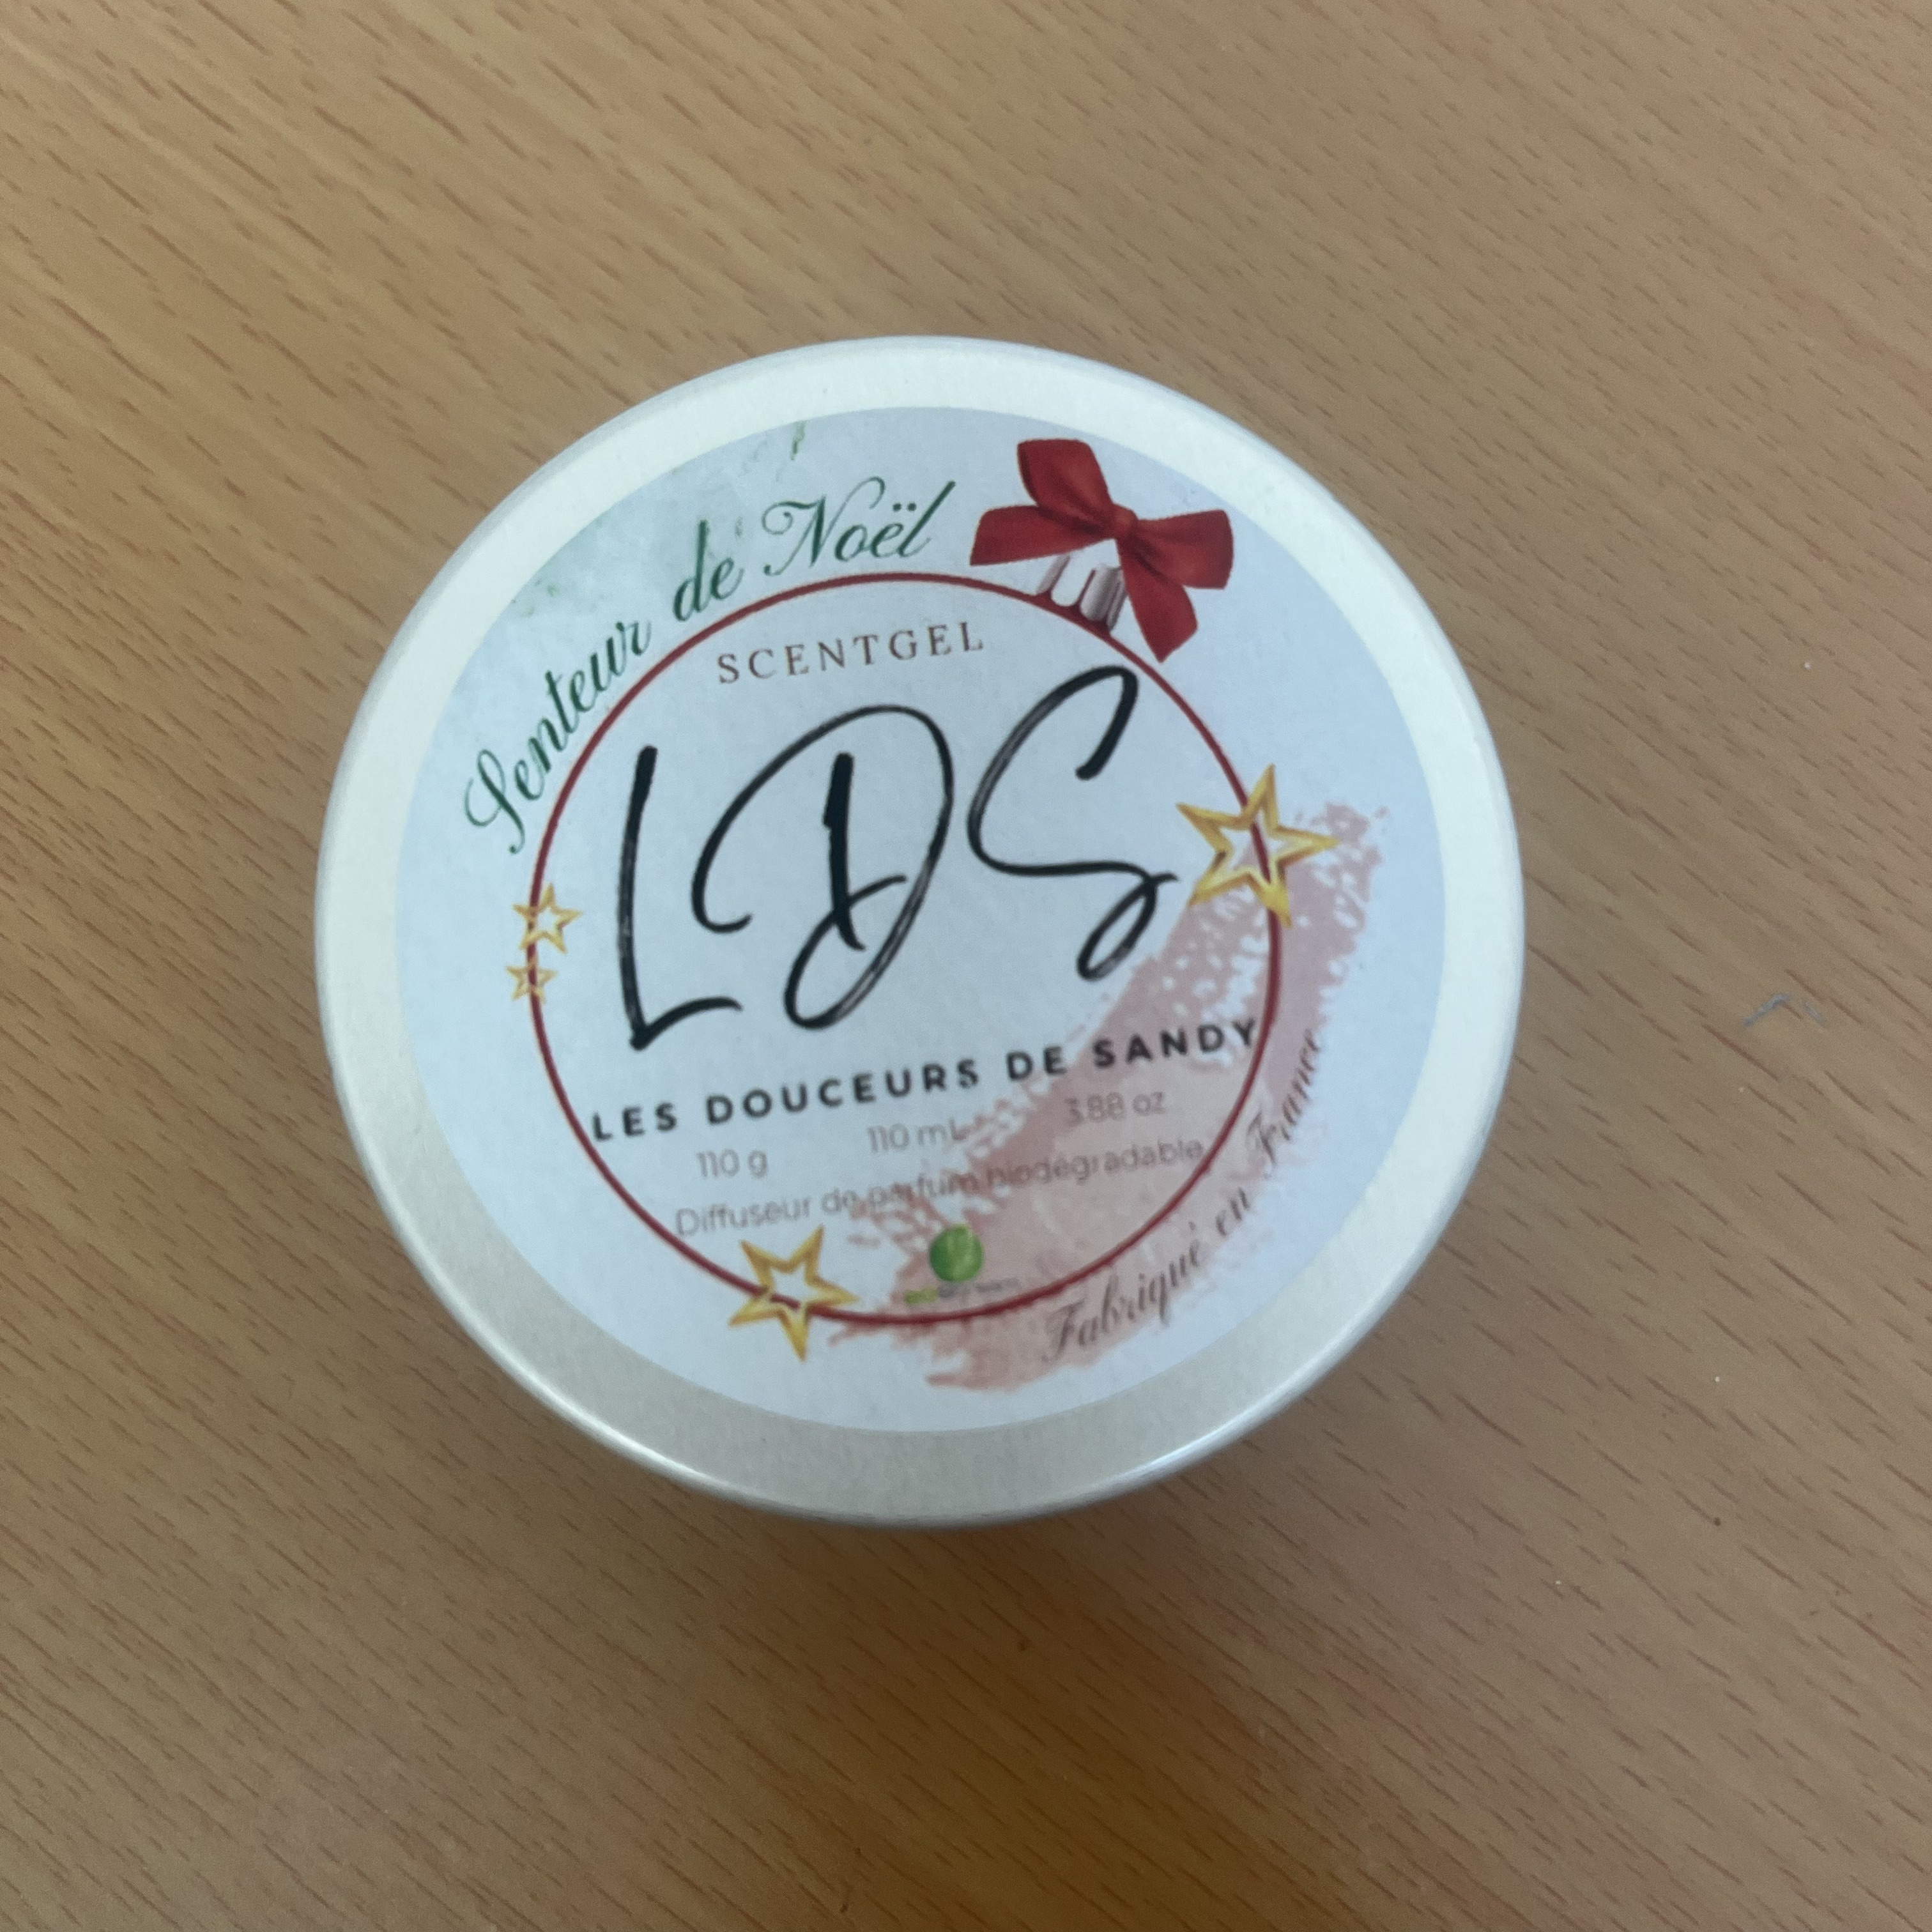 Senteur de Noël
SCENTGEL
LDS
LES DOUCEURS DE SANDY
110 g 110 mL 3.88 oz
Diffuseur de parfum biodégradable
Fabriqué en France